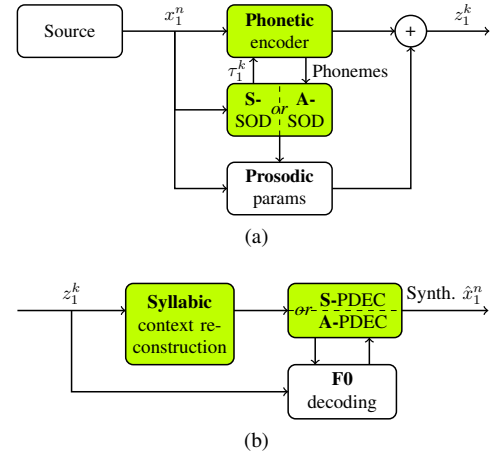 Source
x_1^n
Phonetic
encoder
+
z_1^k
τ_1^k
Phonemes
S- or A-
SOD SOD
Prosodic
params
(a)
z_1^k
Syllabic
context re-
construction
or S-PDEC
A-PDEC
Synth. x̂_1^n
F0
decoding
(b)